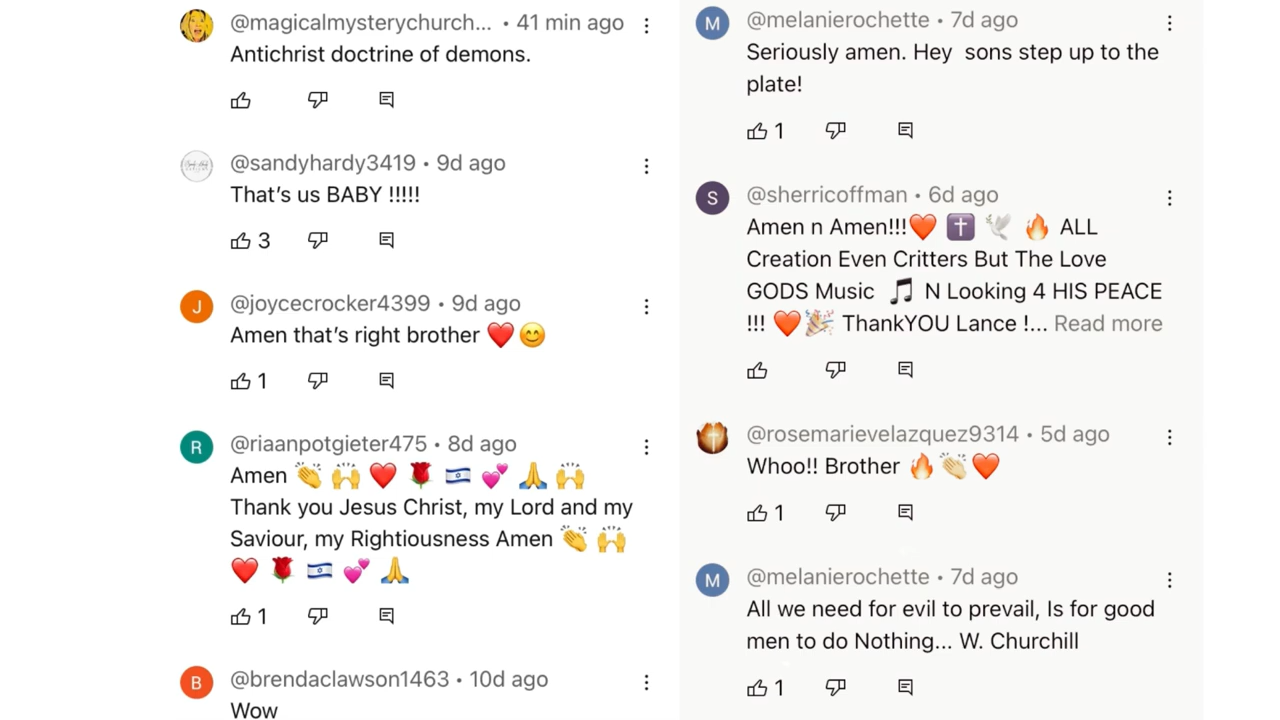 @magicalmysterychurch... • 41 min ago
Antichrist doctrine of demons.
@sandyhardy3419 • 9d ago
That's us BABY !!!!!
3
@joycecrocker4399 • 9d ago
Amen that's right brother ❤️😊
1
@riaanpotgieter475 • 8d ago
Amen 👏 🙌 ❤️ 🌹 🇮🇱 💕 🙏 🙌
Thank you Jesus Christ, my Lord and my
Saviour, my Rightiousness Amen 👏 🙌
❤️ 🌹 🇮🇱 💕 🙏
1
@brendaclawson1463 • 10d ago
Wow
@melanierochette • 7d ago
Seriously amen. Hey  sons step up to the
plate!
1
@sherricoffman • 6d ago
Amen n Amen!!!❤️ ✝️ 🕊️ 🔥 ALL
Creation Even Critters But The Love
GODS Music 🎵 N Looking 4 HIS PEACE
!!! ❤️🎉 ThankYOU Lance !... Read more
@rosemarievelazquez9314 • 5d ago
Whoo!! Brother 🔥👏🏻❤️
1
@melanierochette • 7d ago
All we need for evil to prevail, Is for good
men to do Nothing... W. Churchill
1